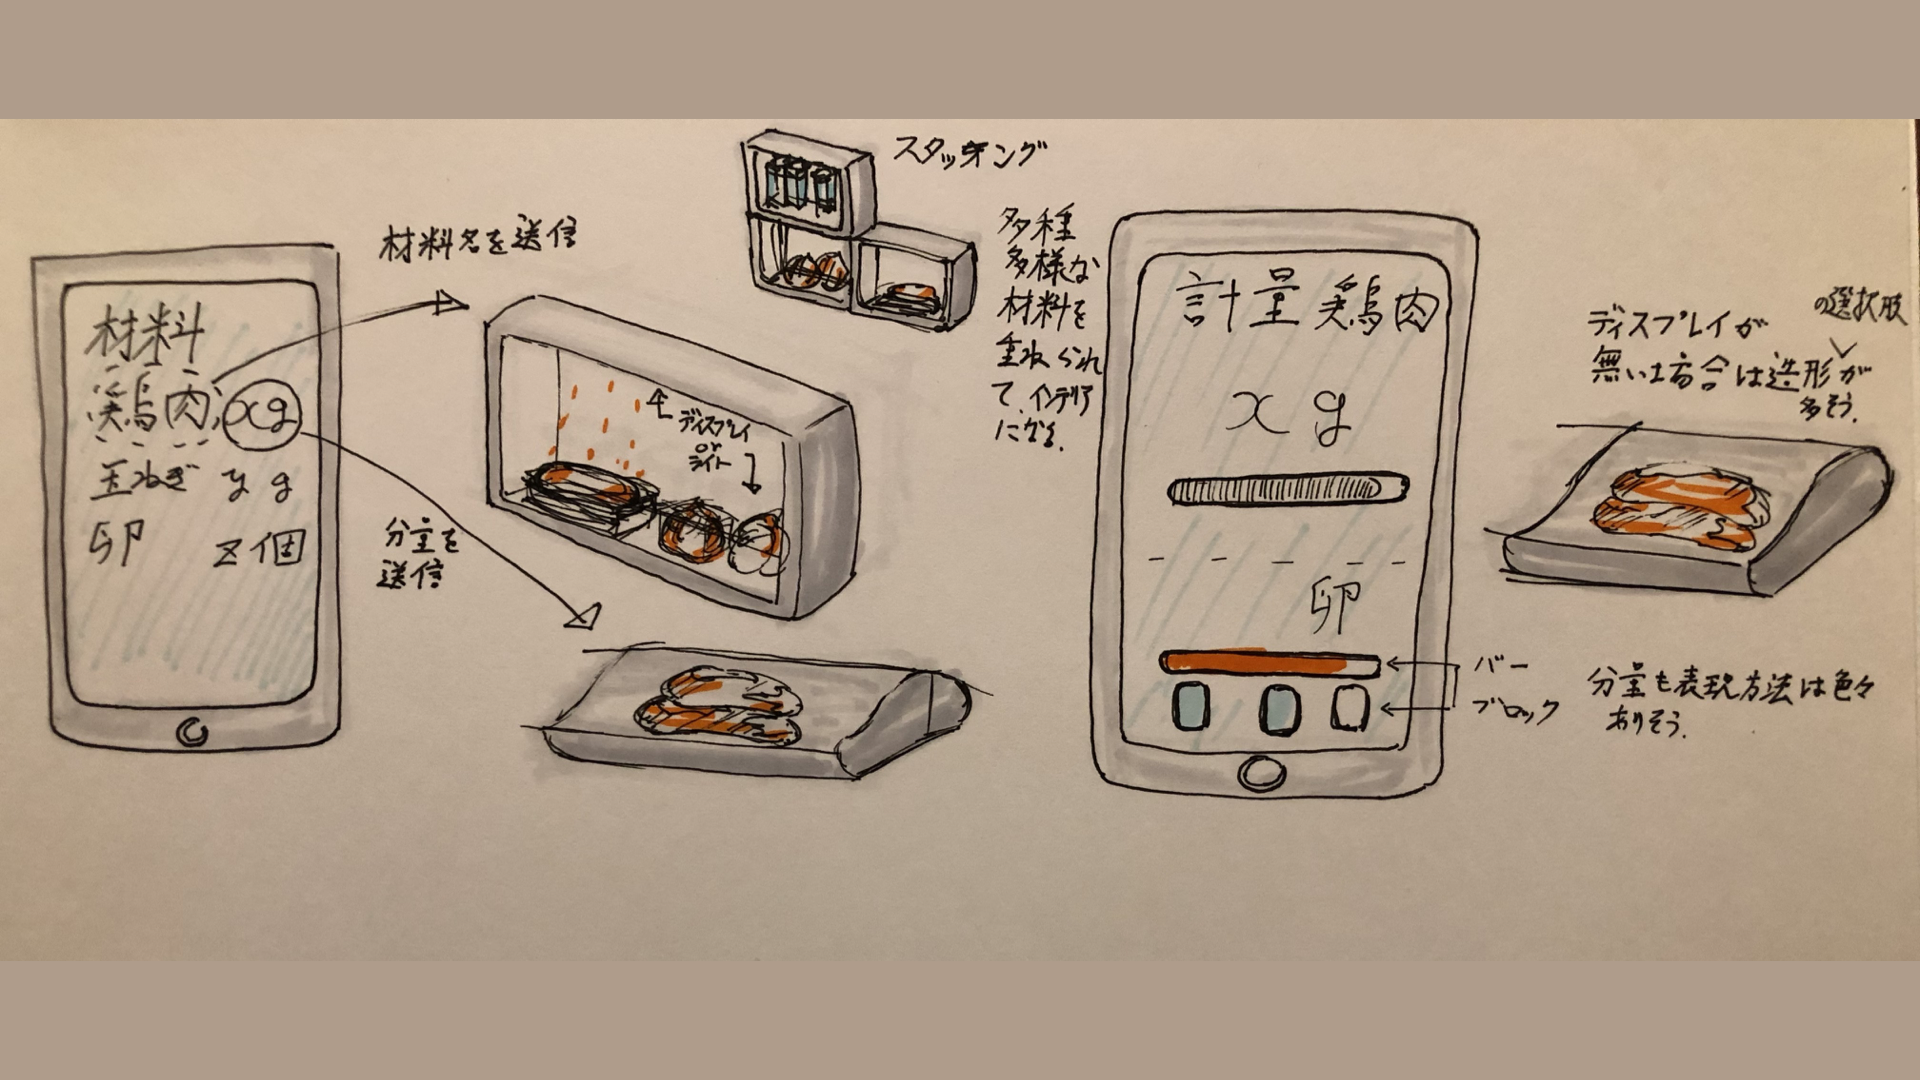 材料
鶏肉 xg
玉ねぎ y g
卵 z個
材料名を送信
分量を
送信
スタッキング
多種
多様な
材料を
重ねられ
て、インテリア
になる。
ディスプレイ
or
ライト
計量 鶏肉
x g
卵
バー
ブロック
ディスプレイが
無い場合は造形の選択肢が
多そう。
分量も表現方法は色々
ありそう。